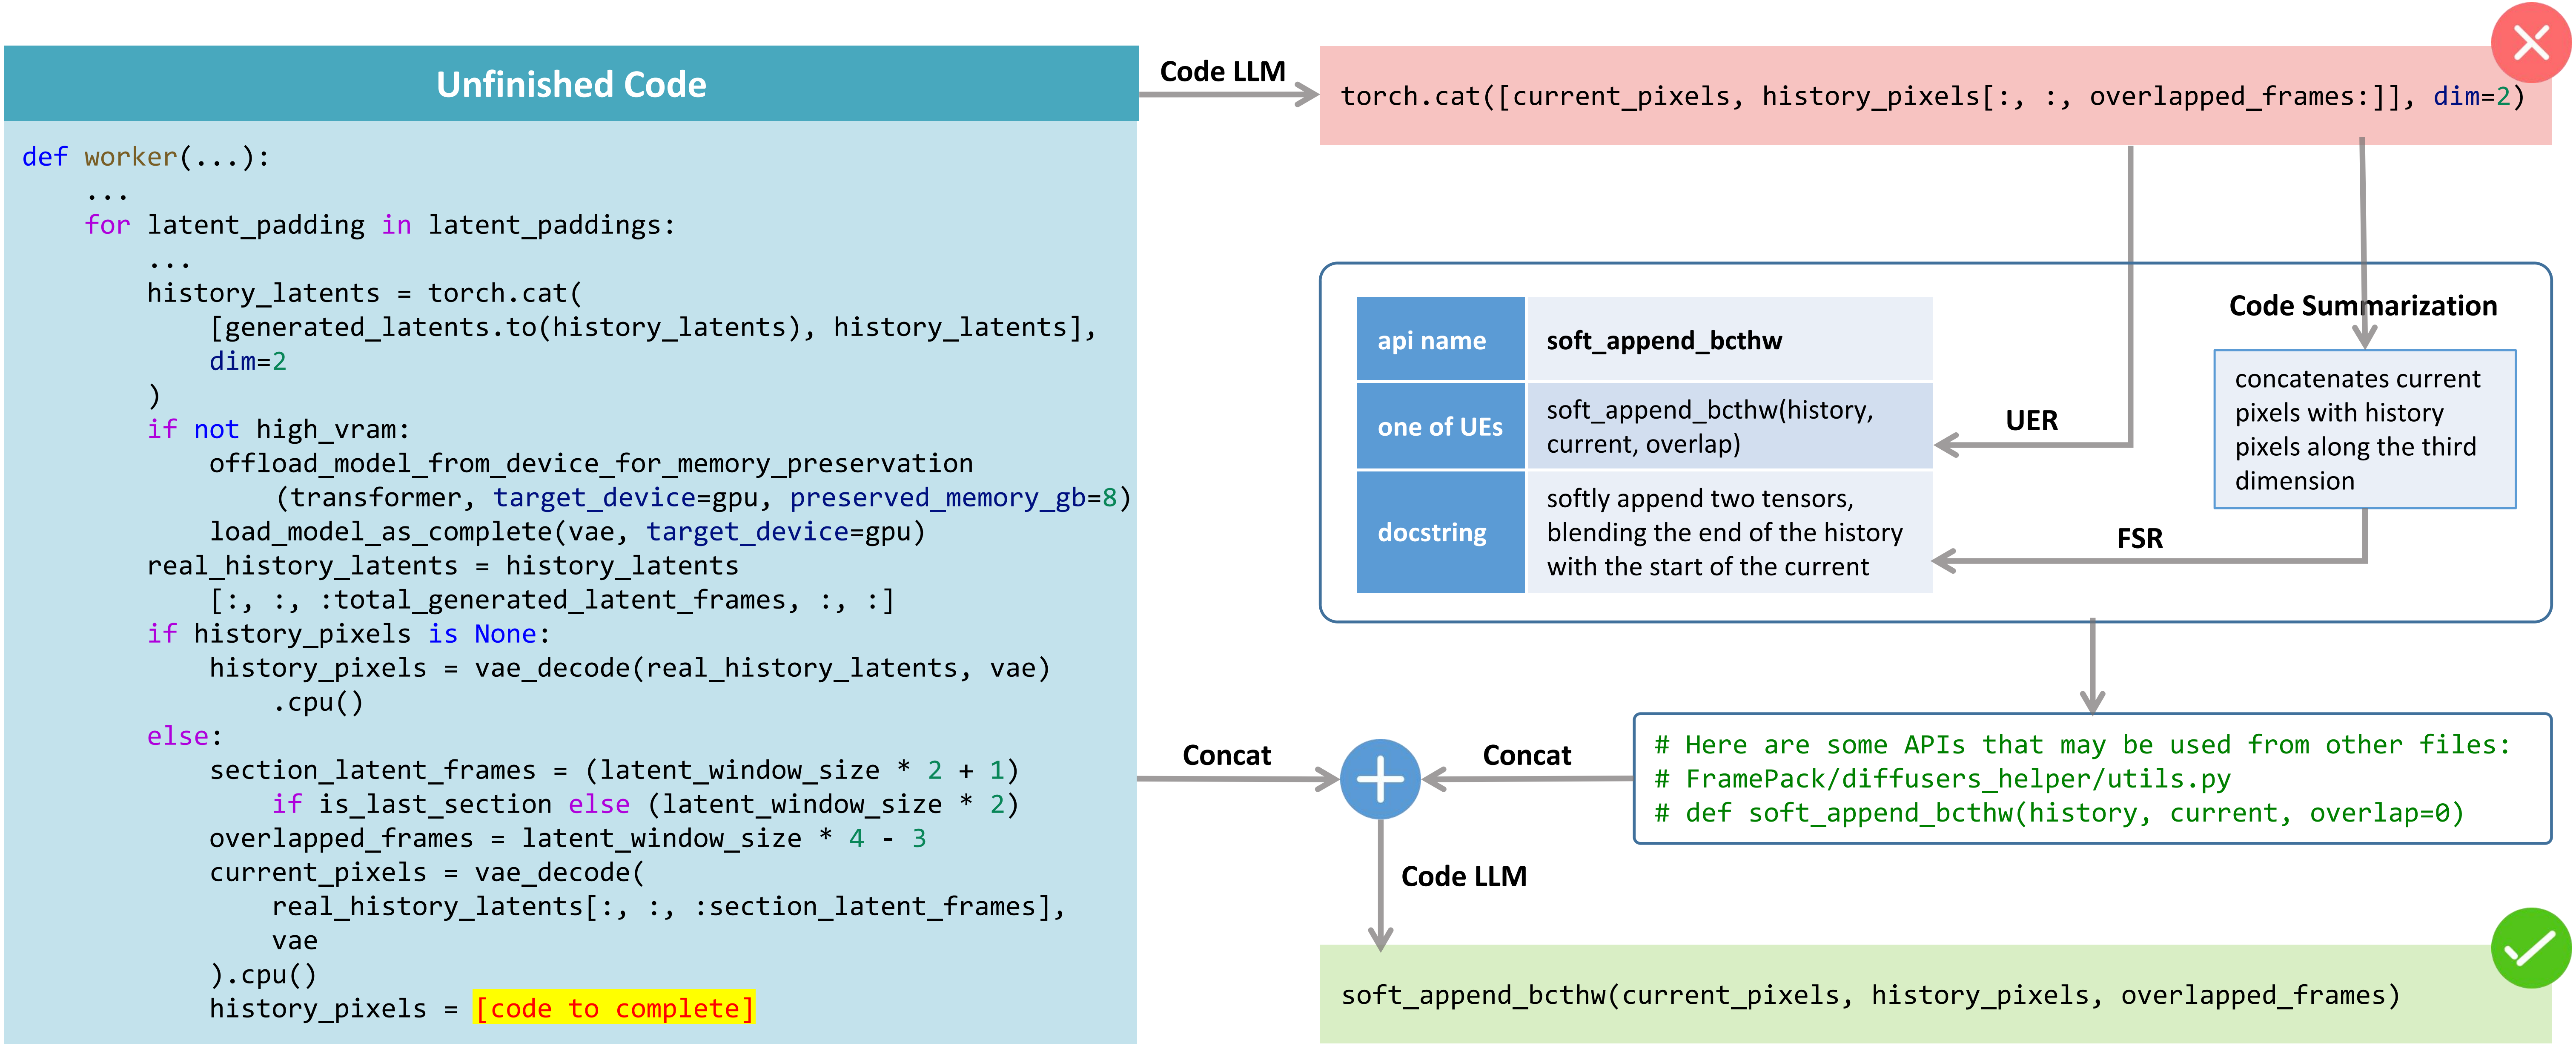 Unfinished Code
def worker(...):
    ...
    for latent_padding in latent_paddings:
        ...
        history_latents = torch.cat(
            [generated_latents.to(history_latents), history_latents],
            dim=2
        )
        if not high_vram:
            offload_model_from_device_for_memory_preservation
                (transformer, target_device=gpu, preserved_memory_gb=8)
            load_model_as_complete(vae, target_device=gpu)
        real_history_latents = history_latents
            [:, :, :total_generated_latent_frames, :, :]
        if history_pixels is None:
            history_pixels = vae_decode(real_history_latents, vae)
                .cpu()
        else:
            section_latent_frames = (latent_window_size * 2 + 1)
                if is_last_section else (latent_window_size * 2)
            overlapped_frames = latent_window_size * 4 - 3
            current_pixels = vae_decode(
                real_history_latents[:, :, :section_latent_frames],
                vae
            ).cpu()
            history_pixels = [code to complete]
Code LLM
torch.cat([current_pixels, history_pixels[:, :, overlapped_frames:]], dim=2)
api name
soft_append_bcthw
one of UEs
soft_append_bcthw(history,
current, overlap)
docstring
softly append two tensors,
blending the end of the history
with the start of the current
UER
FSR
Code Summarization
concatenates current
pixels with history
pixels along the third
dimension
Concat
Concat
# Here are some APIs that may be used from other files:
# FramePack/diffusers_helper/utils.py
# def soft_append_bcthw(history, current, overlap=0)
Code LLM
soft_append_bcthw(current_pixels, history_pixels, overlapped_frames)